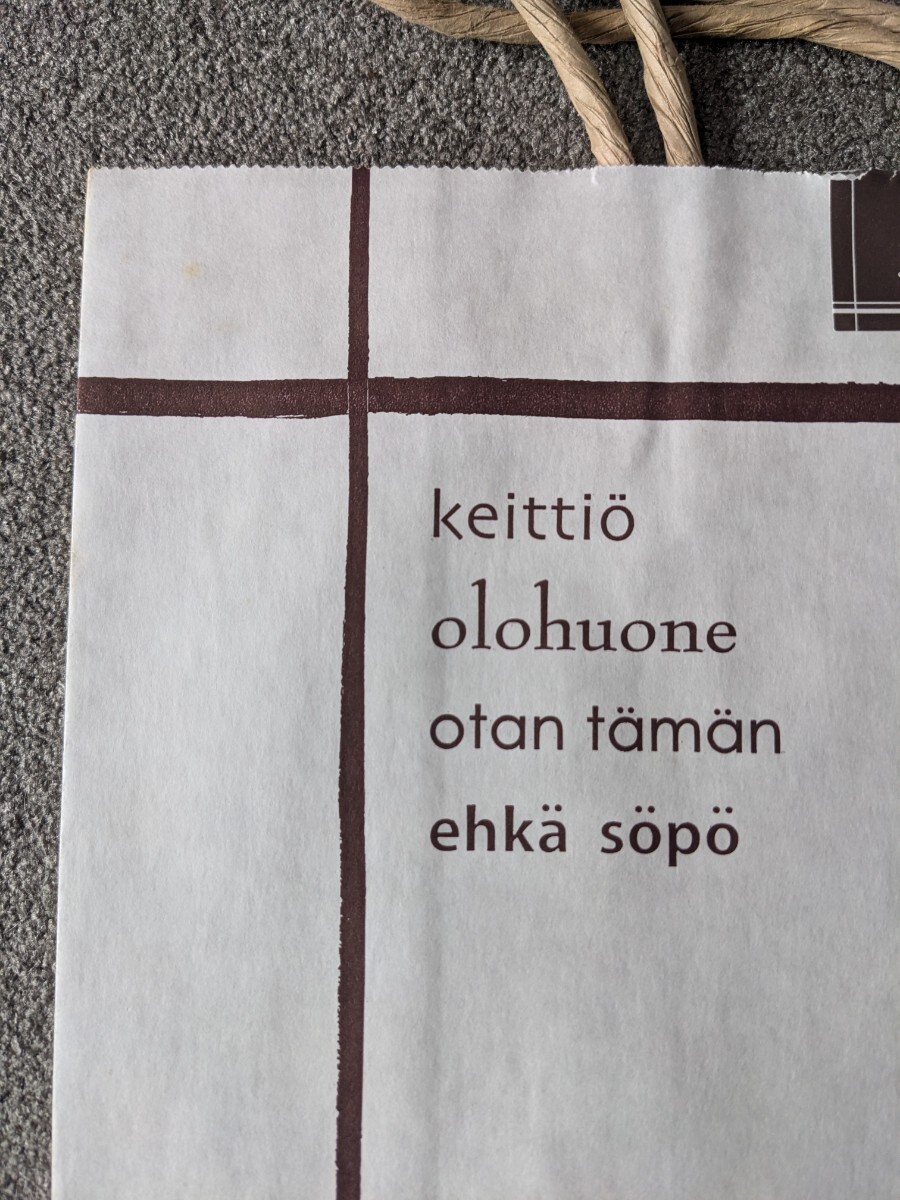 keittiö
olohuone
otan tämän
ehkä söpö